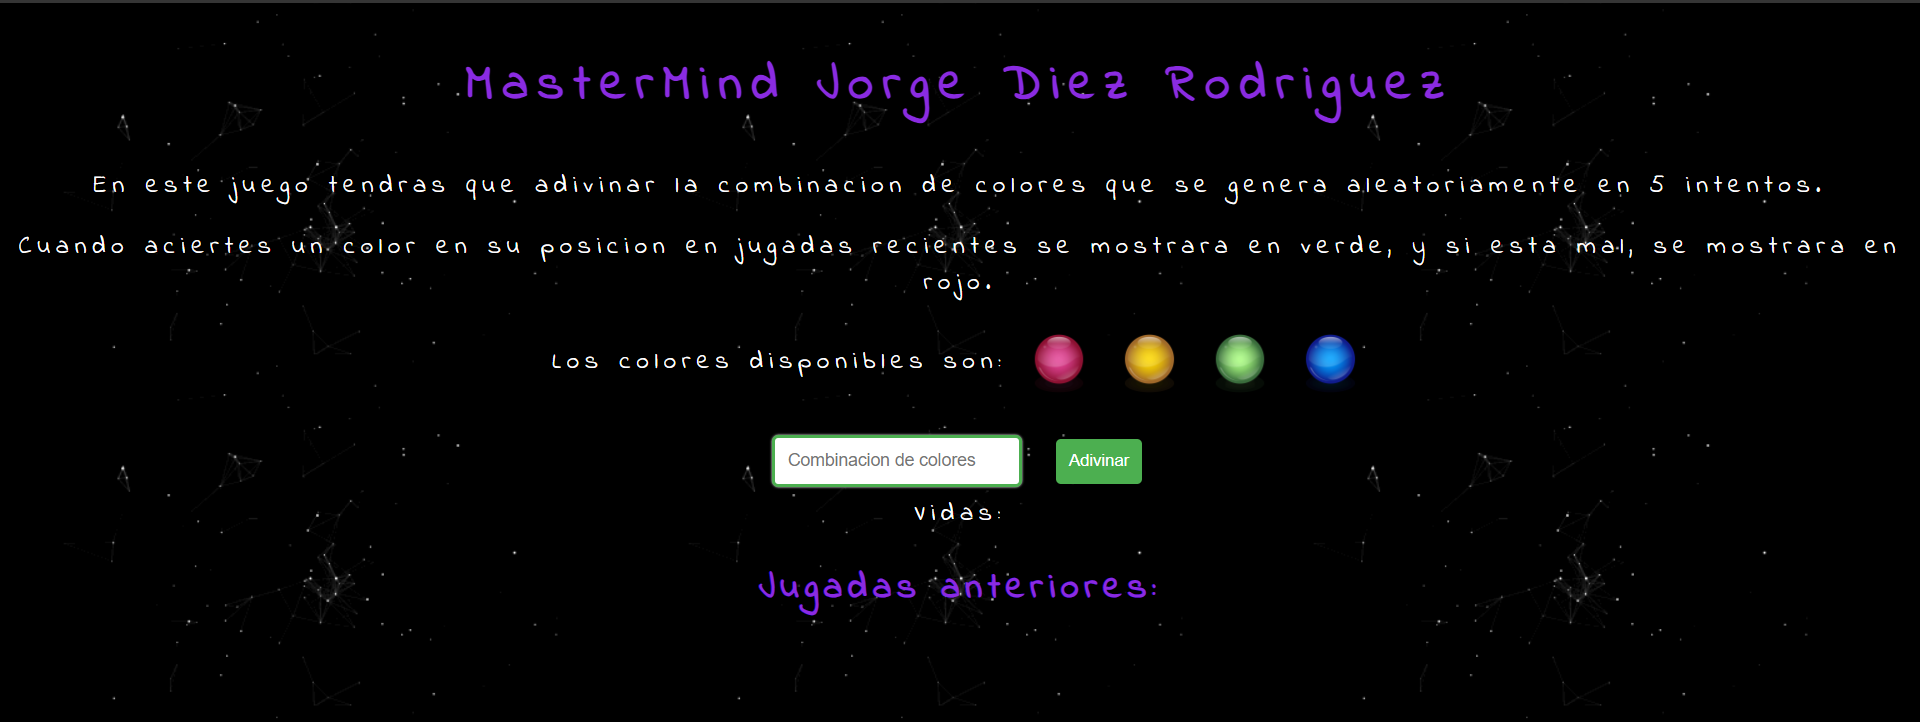 MasterMind Jorge Diez Rodriguez
En este juego tendras que adivinar la combinacion de colores que se genera aleatoriamente en 5 intentos.
Cuando aciertes un color en su posicion en jugadas recientes se mostrara en verde, y si esta mal, se mostrara en
rojo.
Los colores disponibles son:
Combinacion de colores Adivinar
Vidas:
Jugadas anteriores: